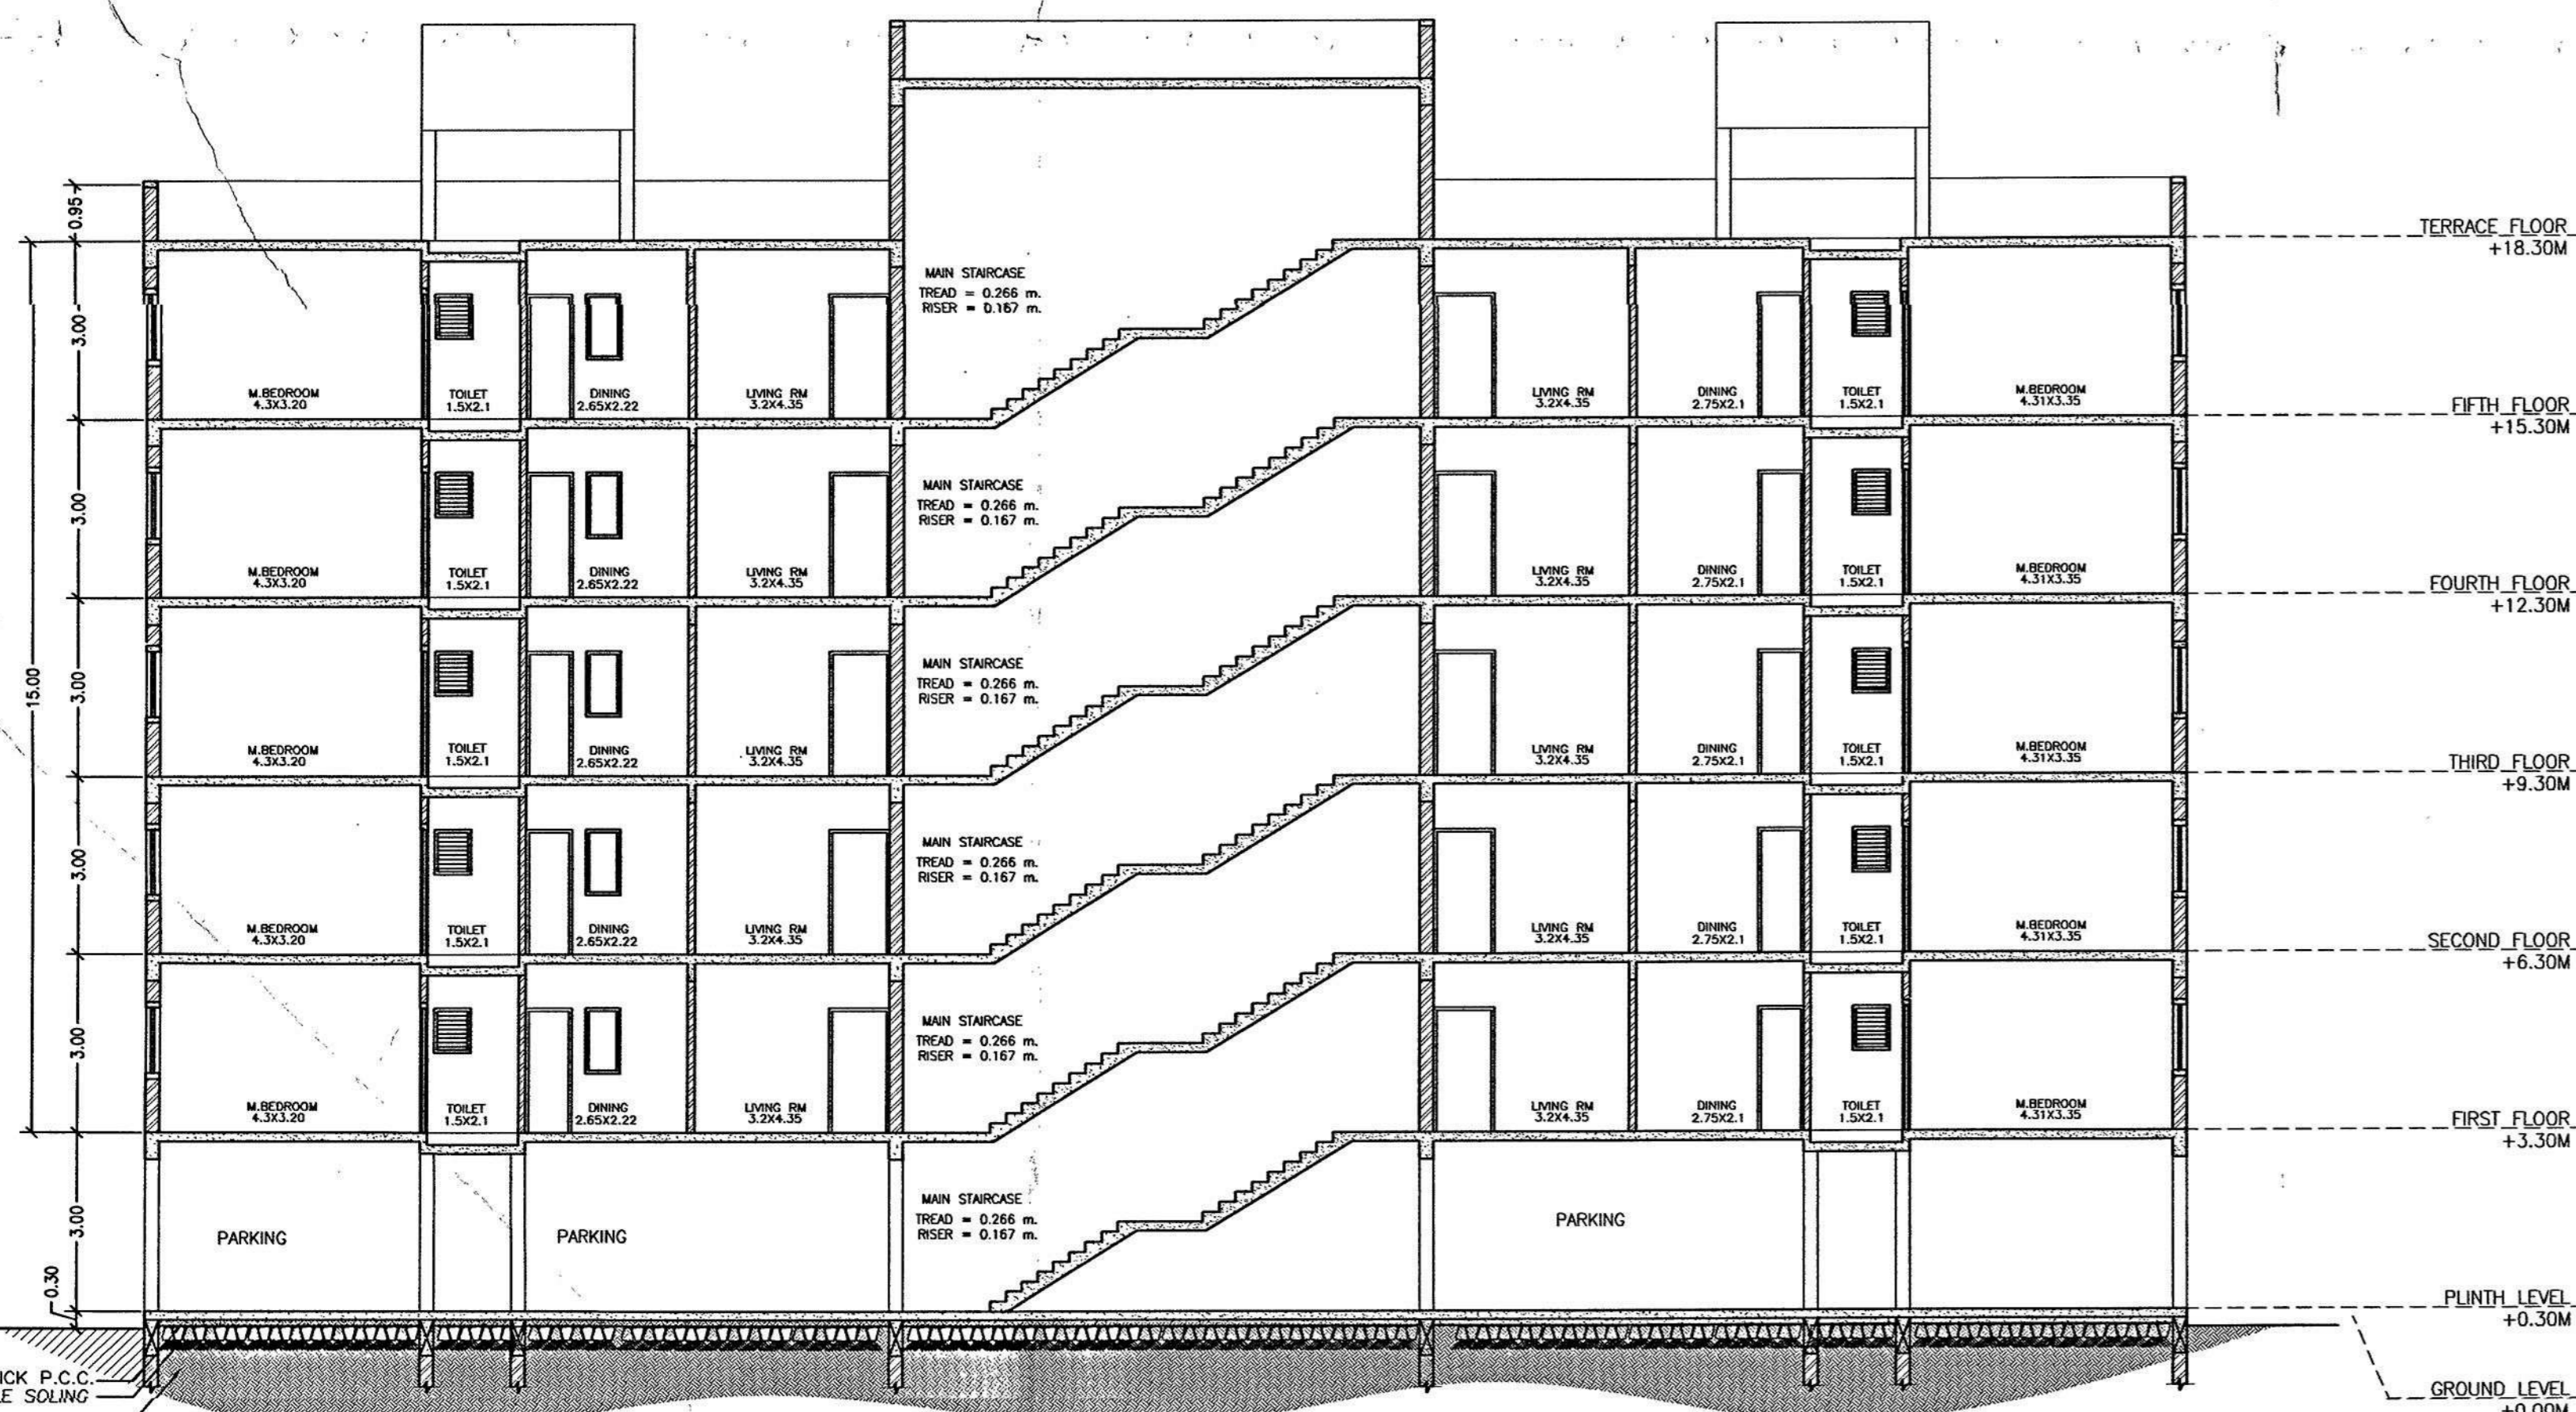 0.95
TERRACE FLOOR
+18.30M
MAIN STAIRCASE
TREAD = 0.266 m.
RISER = 0.167 m.
3.00
M.BEDROOM
4.3X3.20
TOILET
1.5X2.1
DINING
2.65X2.22
LIVING RM
3.2X4.35
LIVING RM
3.2X4.35
DINING
2.75X2.1
TOILET
1.5X2.1
M.BEDROOM
4.31X3.35
FIFTH FLOOR
+15.30M
MAIN STAIRCASE
TREAD = 0.266 m.
RISER = 0.167 m.
3.00
M.BEDROOM
4.3X3.20
TOILET
1.5X2.1
DINING
2.65X2.22
LIVING RM
3.2X4.35
LIVING RM
3.2X4.35
DINING
2.75X2.1
TOILET
1.5X2.1
M.BEDROOM
4.31X3.35
FOURTH FLOOR
+12.30M
15.00
MAIN STAIRCASE
TREAD = 0.266 m.
RISER = 0.167 m.
3.00
M.BEDROOM
4.3X3.20
TOILET
1.5X2.1
DINING
2.65X2.22
LIVING RM
3.2X4.35
LIVING RM
3.2X4.35
DINING
2.75X2.1
TOILET
1.5X2.1
M.BEDROOM
4.31X3.35
THIRD FLOOR
+9.30M
MAIN STAIRCASE
TREAD = 0.266 m.
RISER = 0.167 m.
3.00
M.BEDROOM
4.3X3.20
TOILET
1.5X2.1
DINING
2.65X2.22
LIVING RM
3.2X4.35
LIVING RM
3.2X4.35
DINING
2.75X2.1
TOILET
1.5X2.1
M.BEDROOM
4.31X3.35
SECOND FLOOR
+6.30M
MAIN STAIRCASE
TREAD = 0.266 m.
RISER = 0.167 m.
3.00
M.BEDROOM
4.3X3.20
TOILET
1.5X2.1
DINING
2.65X2.22
LIVING RM
3.2X4.35
LIVING RM
3.2X4.35
DINING
2.75X2.1
TOILET
1.5X2.1
M.BEDROOM
4.31X3.35
FIRST FLOOR
+3.30M
MAIN STAIRCASE
TREAD = 0.266 m.
RISER = 0.167 m.
3.00
PARKING
PARKING
PARKING
0.30
PLINTH LEVEL
+0.30M
ICK P.C.C.
LE SOLING
GROUND LEVEL
+0.00M